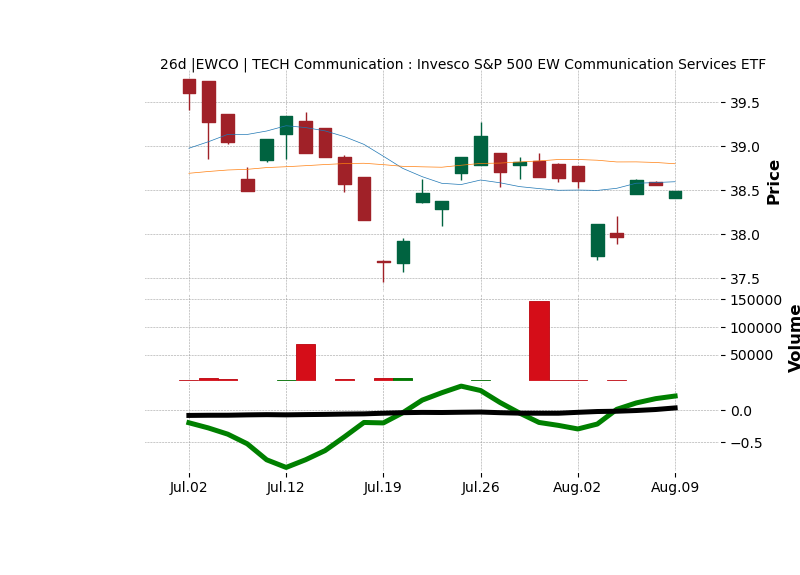 26d |EWCO | TECH Communication : Invesco S&P 500 EW Communication Services ETF
39.5
39.0
38.5
38.0
37.5
Price
150000
100000
50000
Volume
0.0
−0.5
Jul.02 Jul.12 Jul.19 Jul.26 Aug.02 Aug.09